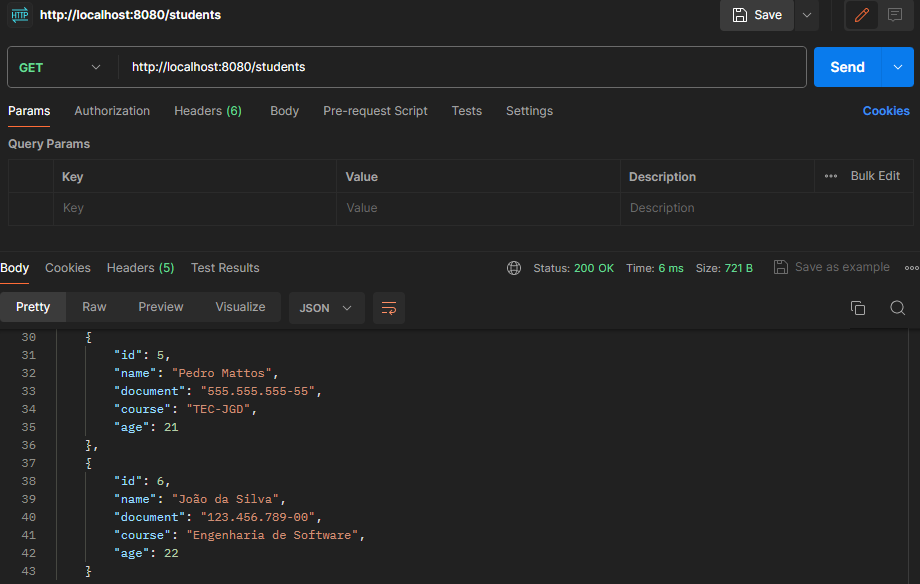 HTTP http://localhost:8080/students Save
GET http://localhost:8080/students Send
Params Authorization Headers (6) Body Pre-request Script Tests Settings Cookies
Query Params
Key Value Description Bulk Edit
Key Value Description
Body Cookies Headers (5) Test Results Status: 200 OK Time: 6 ms Size: 721 B Save as example
Pretty Raw Preview Visualize JSON
30 {
31 "id": 5,
32 "name": "Pedro Mattos",
33 "document": "555.555.555-55",
34 "course": "TEC-JGD",
35 "age": 21
36 },
37 {
38 "id": 6,
39 "name": "João da Silva",
40 "document": "123.456.789-00",
41 "course": "Engenharia de Software",
42 "age": 22
43 }